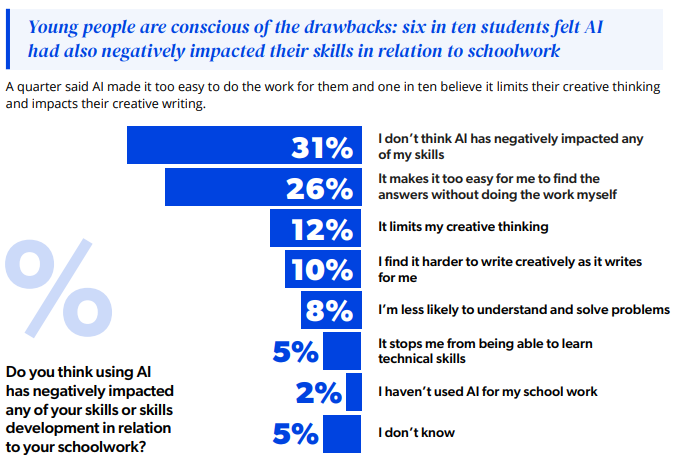 Young people are conscious of the drawbacks: six in ten students felt AI
had also negatively impacted their skills in relation to schoolwork
A quarter said AI made it too easy to do the work for them and one in ten believe it limits their creative thinking
and impacts their creative writing.
31%
I don't think AI has negatively impacted any
of my skills
26%
It makes it too easy for me to find the
answers without doing the work myself
12%
It limits my creative thinking
10%
I find it harder to write creatively as it writes
for me
8%
I'm less likely to understand and solve problems
5%
It stops me from being able to learn
technical skills
2%
I haven't used AI for my school work
5%
I don't know
%
Do you think using AI
has negatively impacted
any of your skills or skills
development in relation
to your schoolwork?